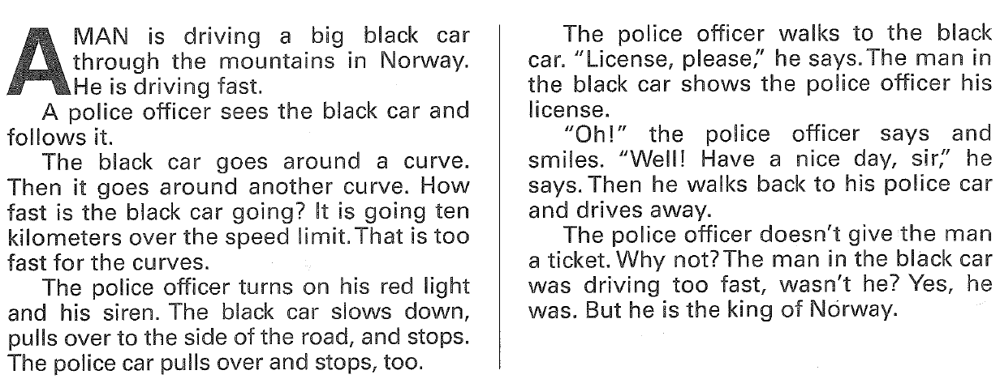 A MAN is driving a big black car
through the mountains in Norway.
He is driving fast.
A police officer sees the black car and
follows it.
The black car goes around a curve.
Then it goes around another curve. How
fast is the black car going? It is going ten
kilometers over the speed limit. That is too
fast for the curves.
The police officer turns on his red light
and his siren. The black car slows down,
pulls over to the side of the road, and stops.
The police car pulls over and stops, too.
The police officer walks to the black
car. “License, please,” he says. The man in
the black car shows the police officer his
license.
“Oh!” the police officer says and
smiles. “Well! Have a nice day, sir,” he
says. Then he walks back to his police car
and drives away.
The police officer doesn’t give the man
a ticket. Why not? The man in the black car
was driving too fast, wasn’t he? Yes, he
was. But he is the king of Norway.